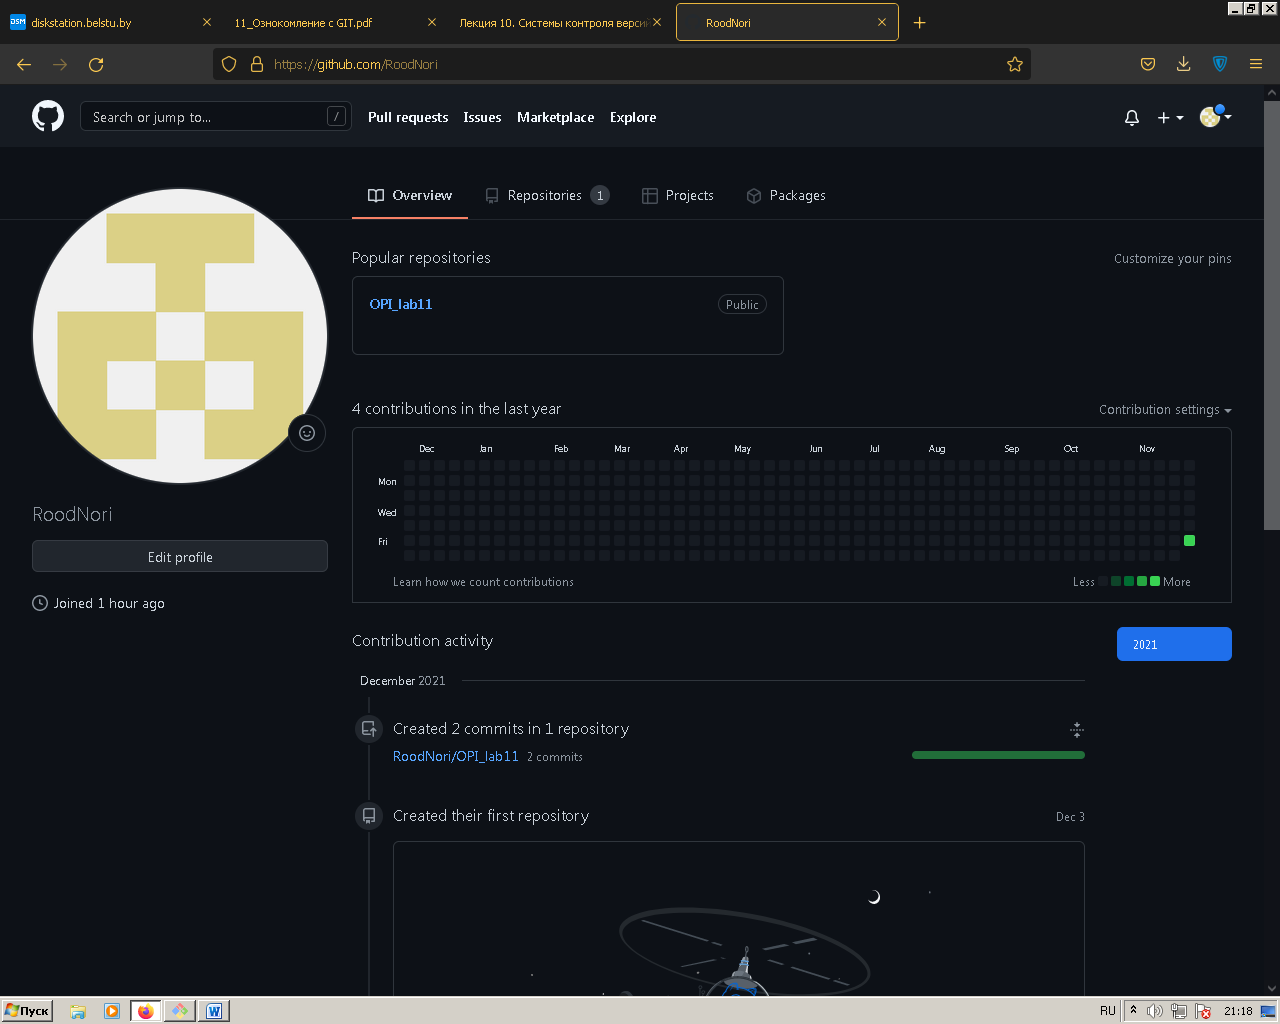 DSM diskstation.belstu.by
11_Ознокомление с GIT.pdf
Лекция 10. Системы контроля версий
RoodNori
https://github.com/RoodNori
Search or jump to...
/
Pull requests
Issues
Marketplace
Explore
Overview
Repositories 1
Projects
Packages
Popular repositories
Customize your pins
OPI_lab11
Public
4 contributions in the last year
Contribution settings
Dec Jan Feb Mar Apr May Jun Jul Aug Sep Oct Nov
Mon
Wed
Fri
Learn how we count contributions
Less More
RoodNori
Edit profile
Joined 1 hour ago
Contribution activity
2021
December 2021
Created 2 commits in 1 repository
RoodNori/OPI_lab11 2 commits
Created their first repository
Dec 3
Пуск
RU
21:18